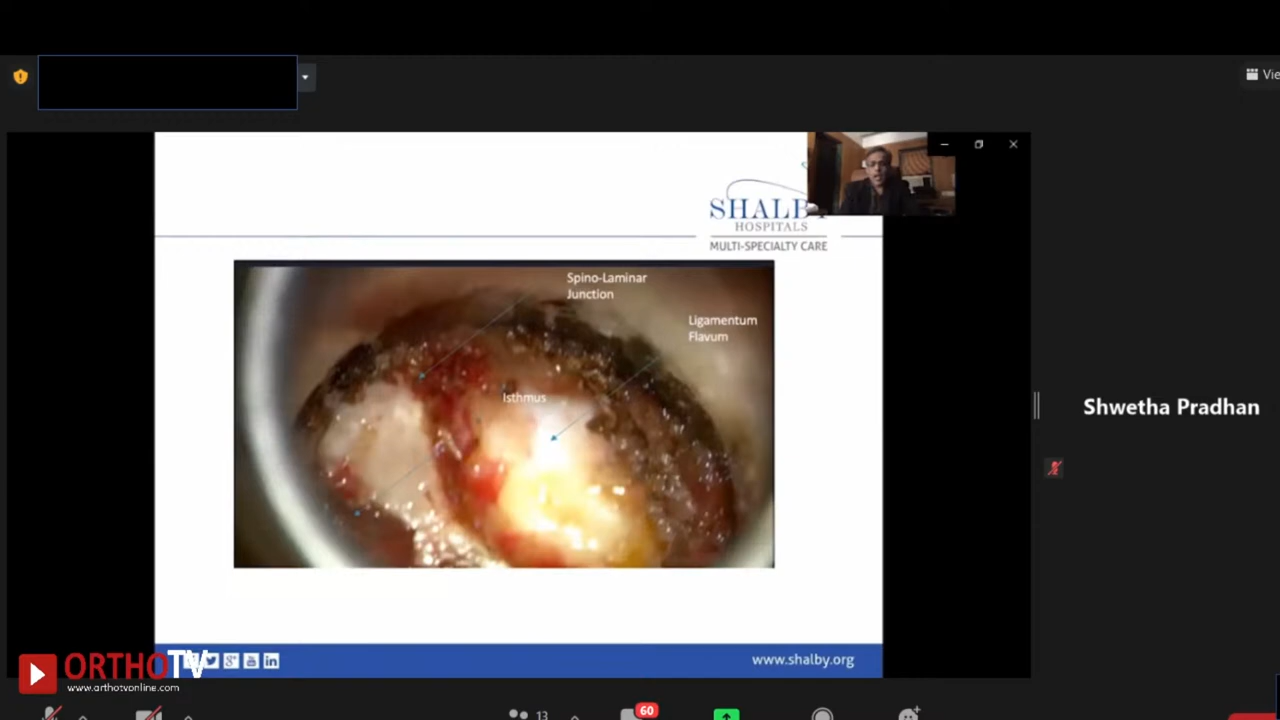 Vie
SHALBY
HOSPITALS
MULTI-SPECIALTY CARE
Spino-Laminar
Junction
Ligamentum
Flavum
Isthmus
Shwetha Pradhan
www.shalby.org
ORTHOTV
www.orthotvonline.com
13
60